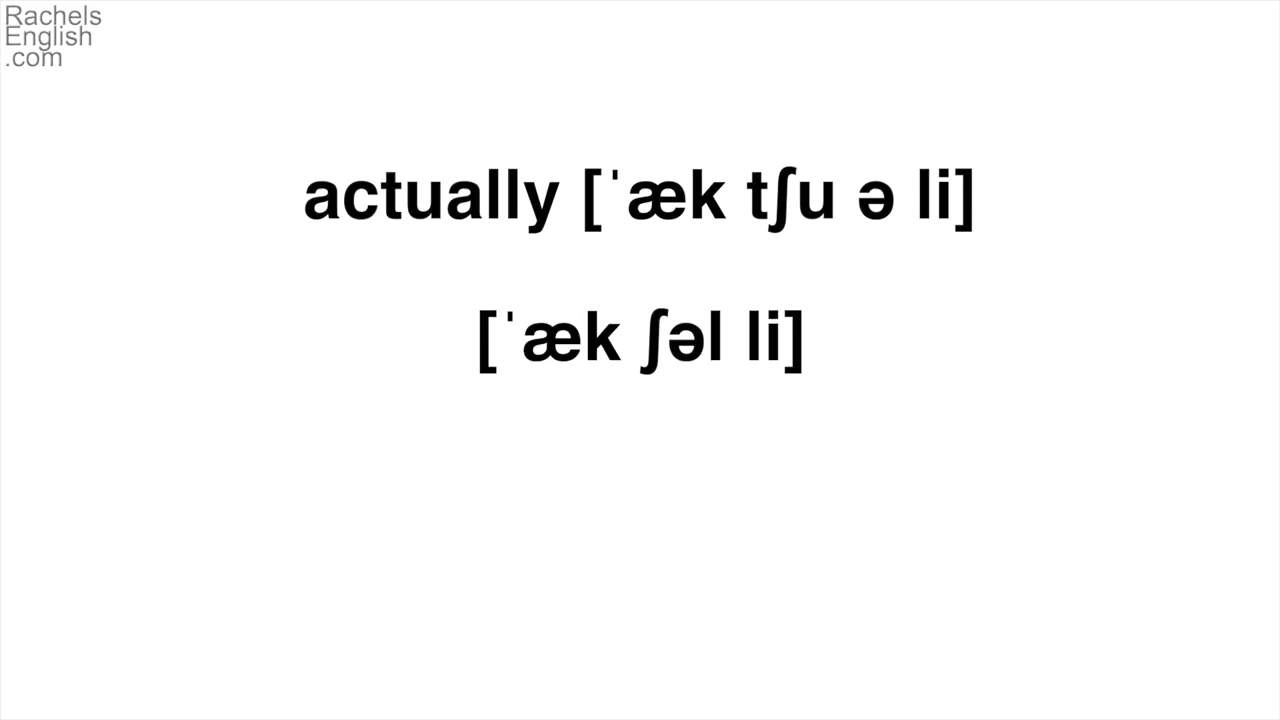 Rachels
English
.com
actually [ˈæk tʃu ə li]
[ˈæk ʃəl li]